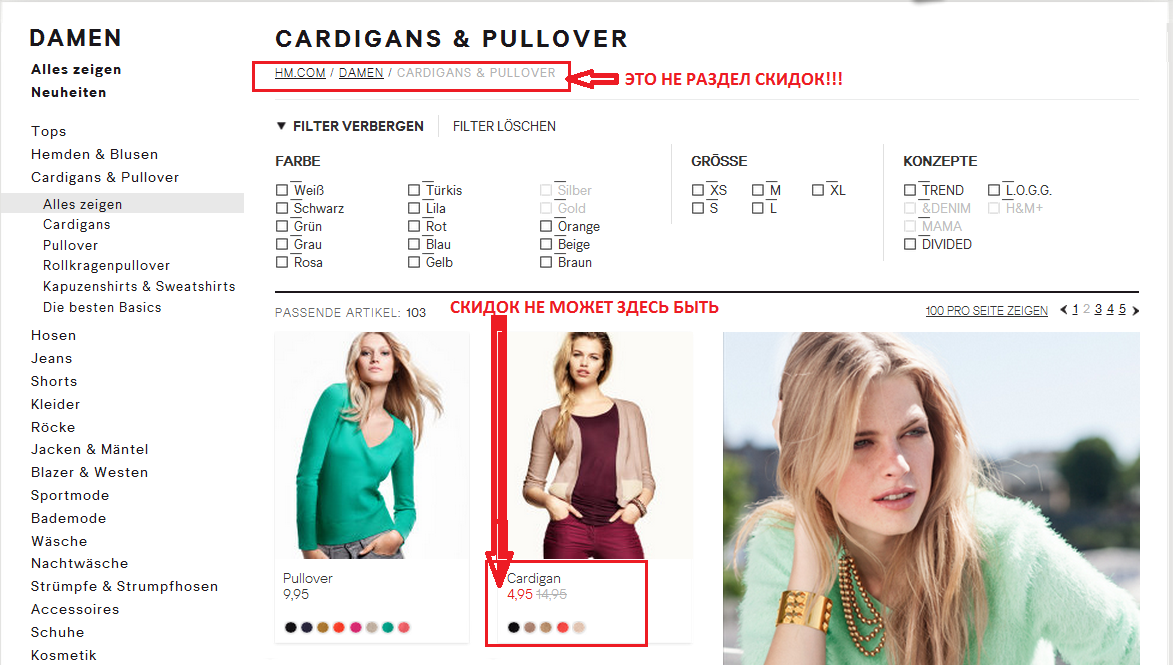 DAMEN
Alles zeigen
Neuheiten
Tops
Hemden & Blusen
Cardigans & Pullover
Alles zeigen
Cardigans
Pullover
Rollkragenpullover
Kapuzenshirts & Sweatshirts
Die besten Basics
Hosen
Jeans
Shorts
Kleider
Röcke
Jacken & Mäntel
Blazer & Westen
Sportmode
Bademode
Wäsche
Nachtwäsche
Strümpfe & Strumpfhosen
Accessoires
Schuhe
Kosmetik
CARDIGANS & PULLOVER
HM.COM / DAMEN / CARDIGANS & PULLOVER
ЭТО НЕ РАЗДЕЛ СКИДОК!!!
▼ FILTER VERBERGEN FILTER LÖSCHEN
FARBE
Weiß Türkis Silber
Schwarz Lila Gold
Grün Rot Orange
Grau Blau Beige
Rosa Gelb Braun
GRÖSSE
XS M XL
S L
KONZEPTE
TREND L.O.G.G.
&DENIM H&M+
MAMA
DIVIDED
PASSENDE ARTIKEL: 103
СКИДОК НЕ МОЖЕТ ЗДЕСЬ БЫТЬ
100 PRO SEITE ZEIGEN < 1 2 3 4 5 >
Pullover
9,95
Cardigan
4,95 14,95